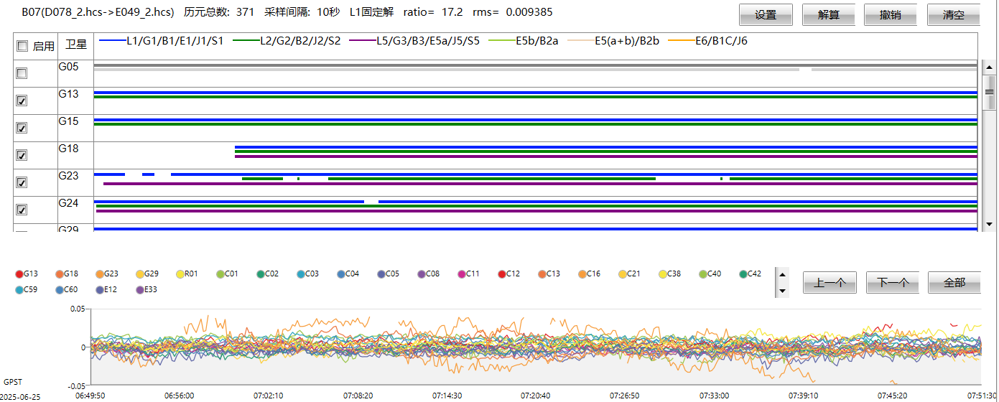 B07(D078_2.hcs->E049_2.hcs) 历元总数: 371 采样间隔: 10秒 L1固定解 ratio= 17.2 rms= 0.009385
设置 解算 撤销 清空
启用 卫星 L1/G1/B1/E1/J1/S1 L2/G2/B2/J2/S2 L5/G3/B3/E5a/J5/S5 E5b/B2a E5(a+b)/B2b E6/B1C/J6
G05
G13
G15
G18
G23
G24
G29
G13 G18 G23 G29 R01 C01 C02 C03 C04 C05 C08 C11 C12 C13 C16 C21 C38 C40 C42
C59 C60 E12 E33
上一个 下一个 全部
0.05
0
-0.05
GPST
2025-06-25 06:49:50 06:56:00 07:02:10 07:08:20 07:14:30 07:20:40 07:26:50 07:33:00 07:39:10 07:45:20 07:51:30